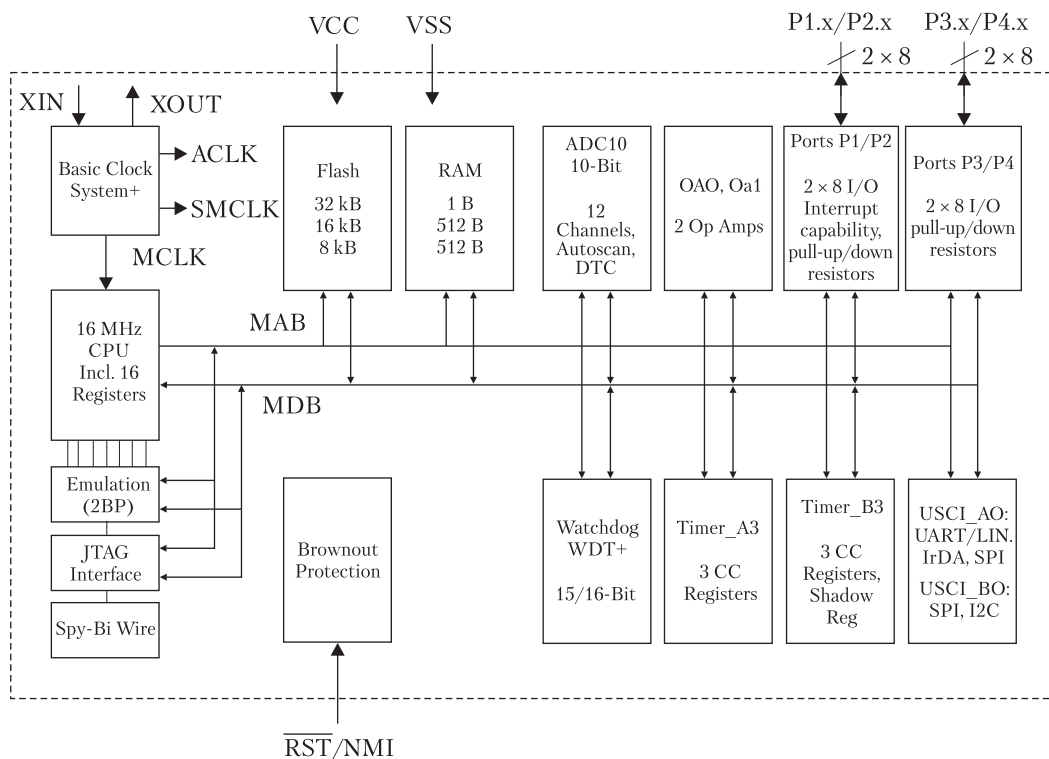 VCC
VSS
P1.x/P2.x
P3.x/P4.x
2 × 8
2 × 8
XIN
XOUT
Basic Clock
System+
ACLK
SMCLK
MCLK
Flash
32 kB
16 kB
8 kB
RAM
1 B
512 B
512 B
ADC10
10-Bit
12
Channels,
Autoscan,
DTC
OAO, Oa1
2 Op Amps
Ports P1/P2
2 × 8 I/O
Interrupt
capability,
pull-up/down
resistors
Ports P3/P4
2 × 8 I/O
pull-up/down
resistors
16 MHz
CPU
Incl. 16
Registers
MAB
MDB
Emulation
(2BP)
JTAG
Interface
Spy-Bi Wire
Brownout
Protection
Watchdog
WDT+
15/16-Bit
Timer_A3
3 CC
Registers
Timer_B3
3 CC
Registers,
Shadow
Reg
USCI_AO:
UART/LIN.
IrDA, SPI
USCI_BO:
SPI, I2C
RST/NMI